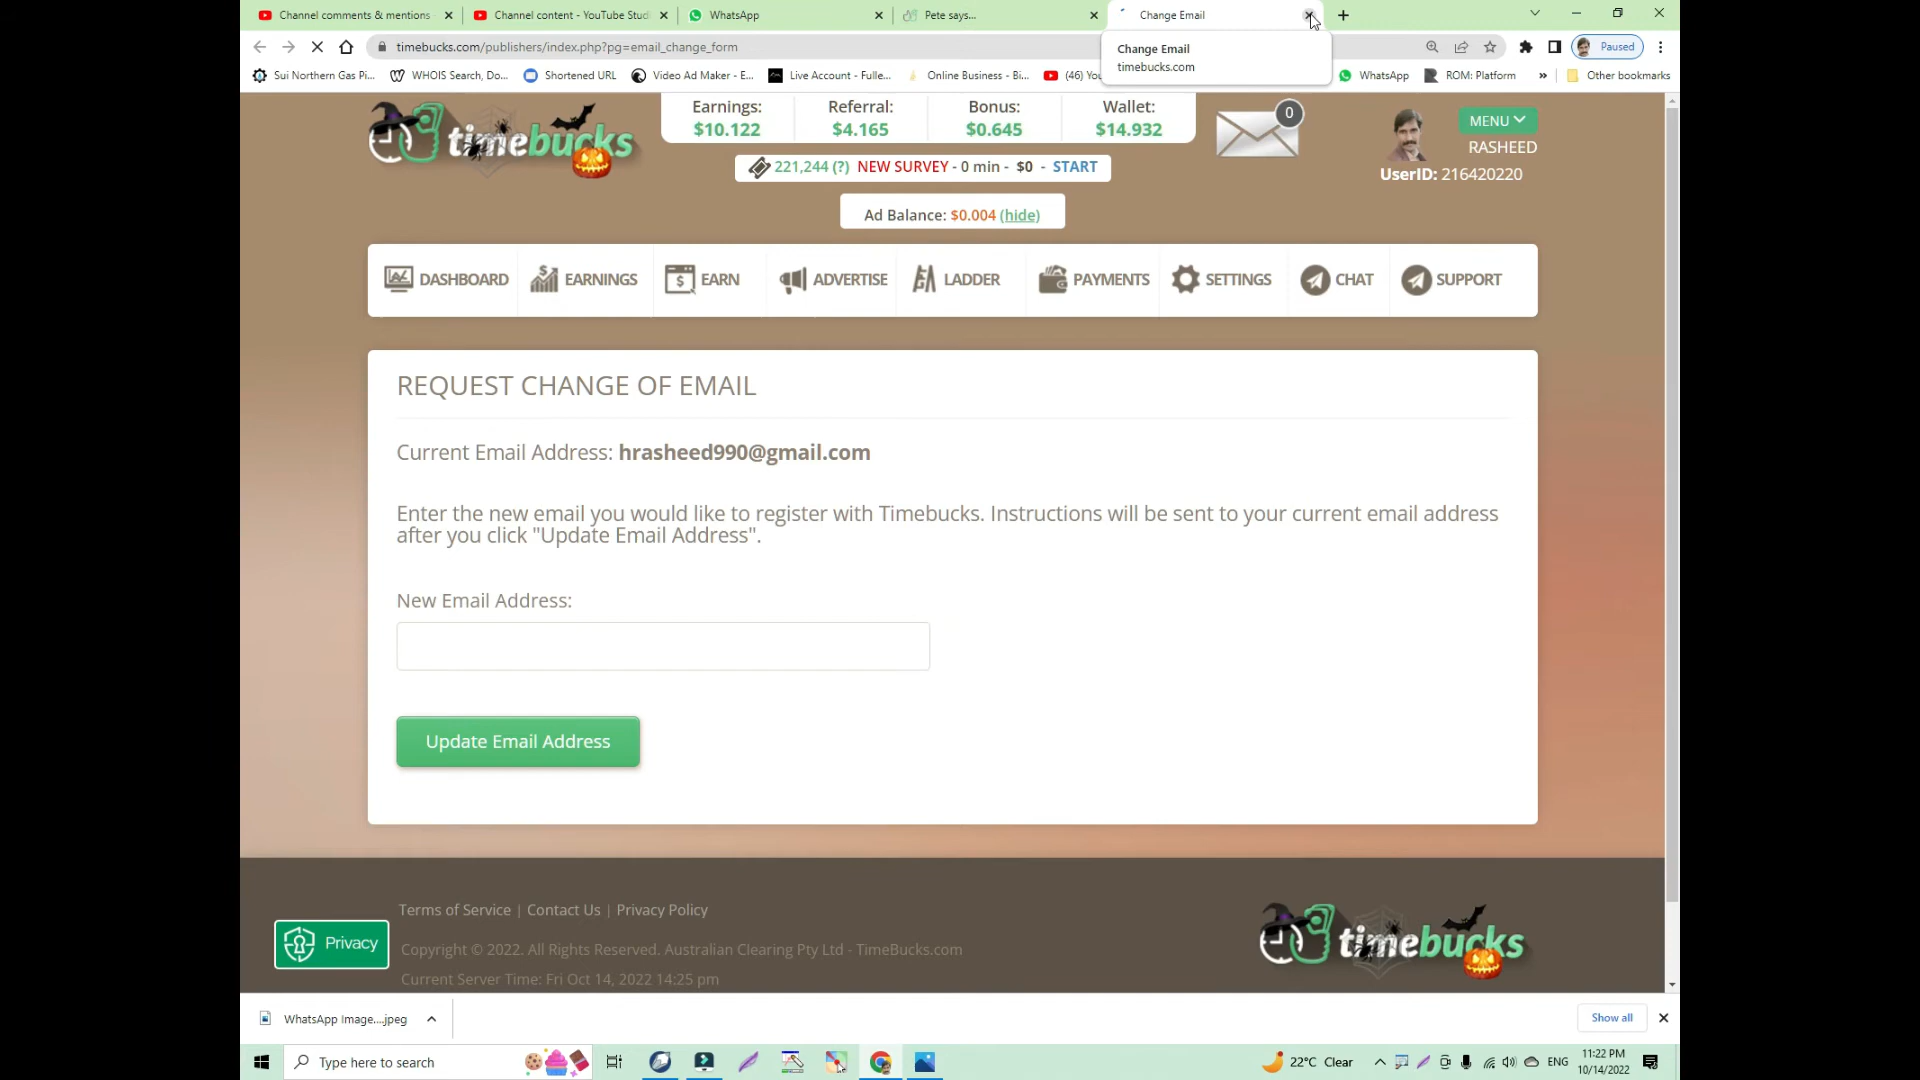 Channel comments & mentions
Channel content - YouTube Stud
WhatsApp
Pete says...
Change Email
timebucks.com/publishers/index.php?pg=email_change_form
Paused
Change Email
timebucks.com
Sui Northern Gas Pi...
WHOIS Search, Do...
Shortened URL
Video Ad Maker - E...
Live Account - Fulle...
Online Business - Bi...
(46) You
WhatsApp
ROM: Platform
»
Other bookmarks
timebucks
Earnings:
$10.122
Referral:
$4.165
Bonus:
$0.645
Wallet:
$14.932
0
MENU
RASHEED
UserID: 216420220
221,244 (?) NEW SURVEY - 0 min - $0 - START
Ad Balance: $0.004 (hide)
DASHBOARD
EARNINGS
EARN
ADVERTISE
LADDER
PAYMENTS
SETTINGS
CHAT
SUPPORT
REQUEST CHANGE OF EMAIL
Current Email Address: hrasheed990@gmail.com
Enter the new email you would like to register with Timebucks. Instructions will be sent to your current email address
after you click "Update Email Address".
New Email Address:
Update Email Address
Terms of Service | Contact Us | Privacy Policy
Privacy
Copyright © 2022. All Rights Reserved. Australian Clearing Pty Ltd - TimeBucks.com
Current Server Time: Fri Oct 14, 2022 14:25 pm
timebucks
WhatsApp Image....jpeg
Show all
Type here to search
22°C Clear
ENG
11:22 PM
10/14/2022